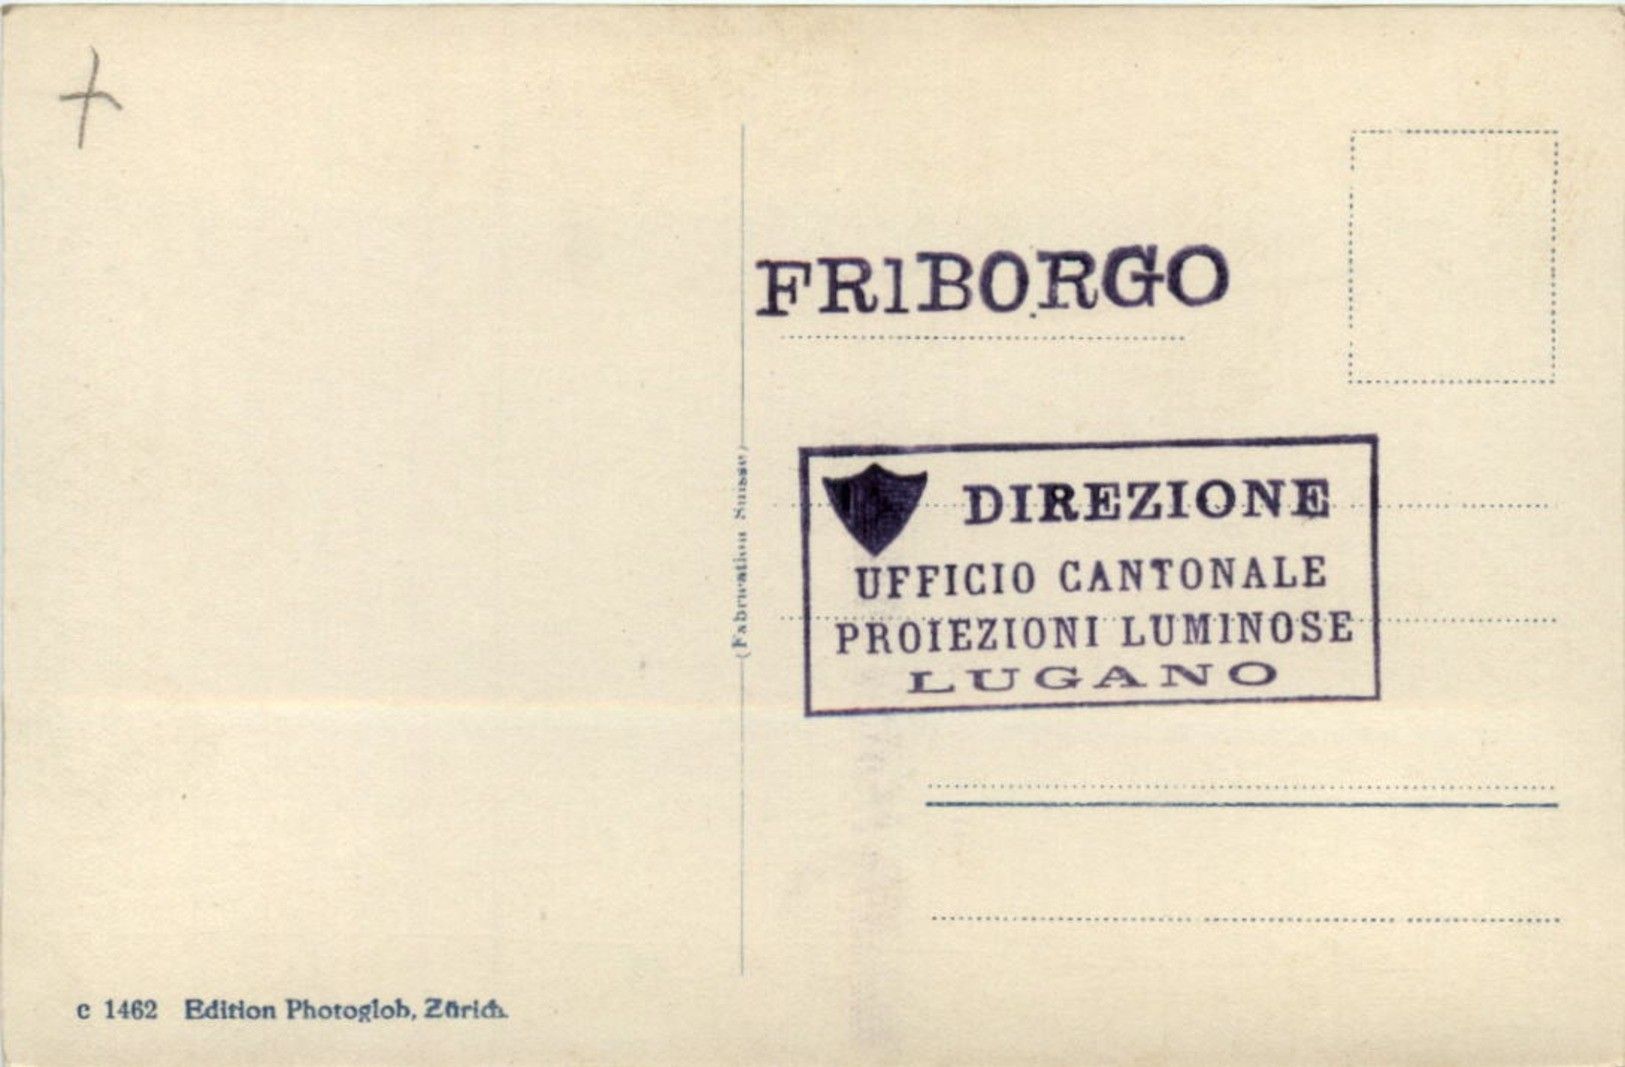 FRIBORGO
DIREZIONE
UFFICIO CANTONALE
PROIEZIONI LUMINOSE
LUGANO
(Fabrication Suisse)
c 1462 Edition Photoglob, Zürich.